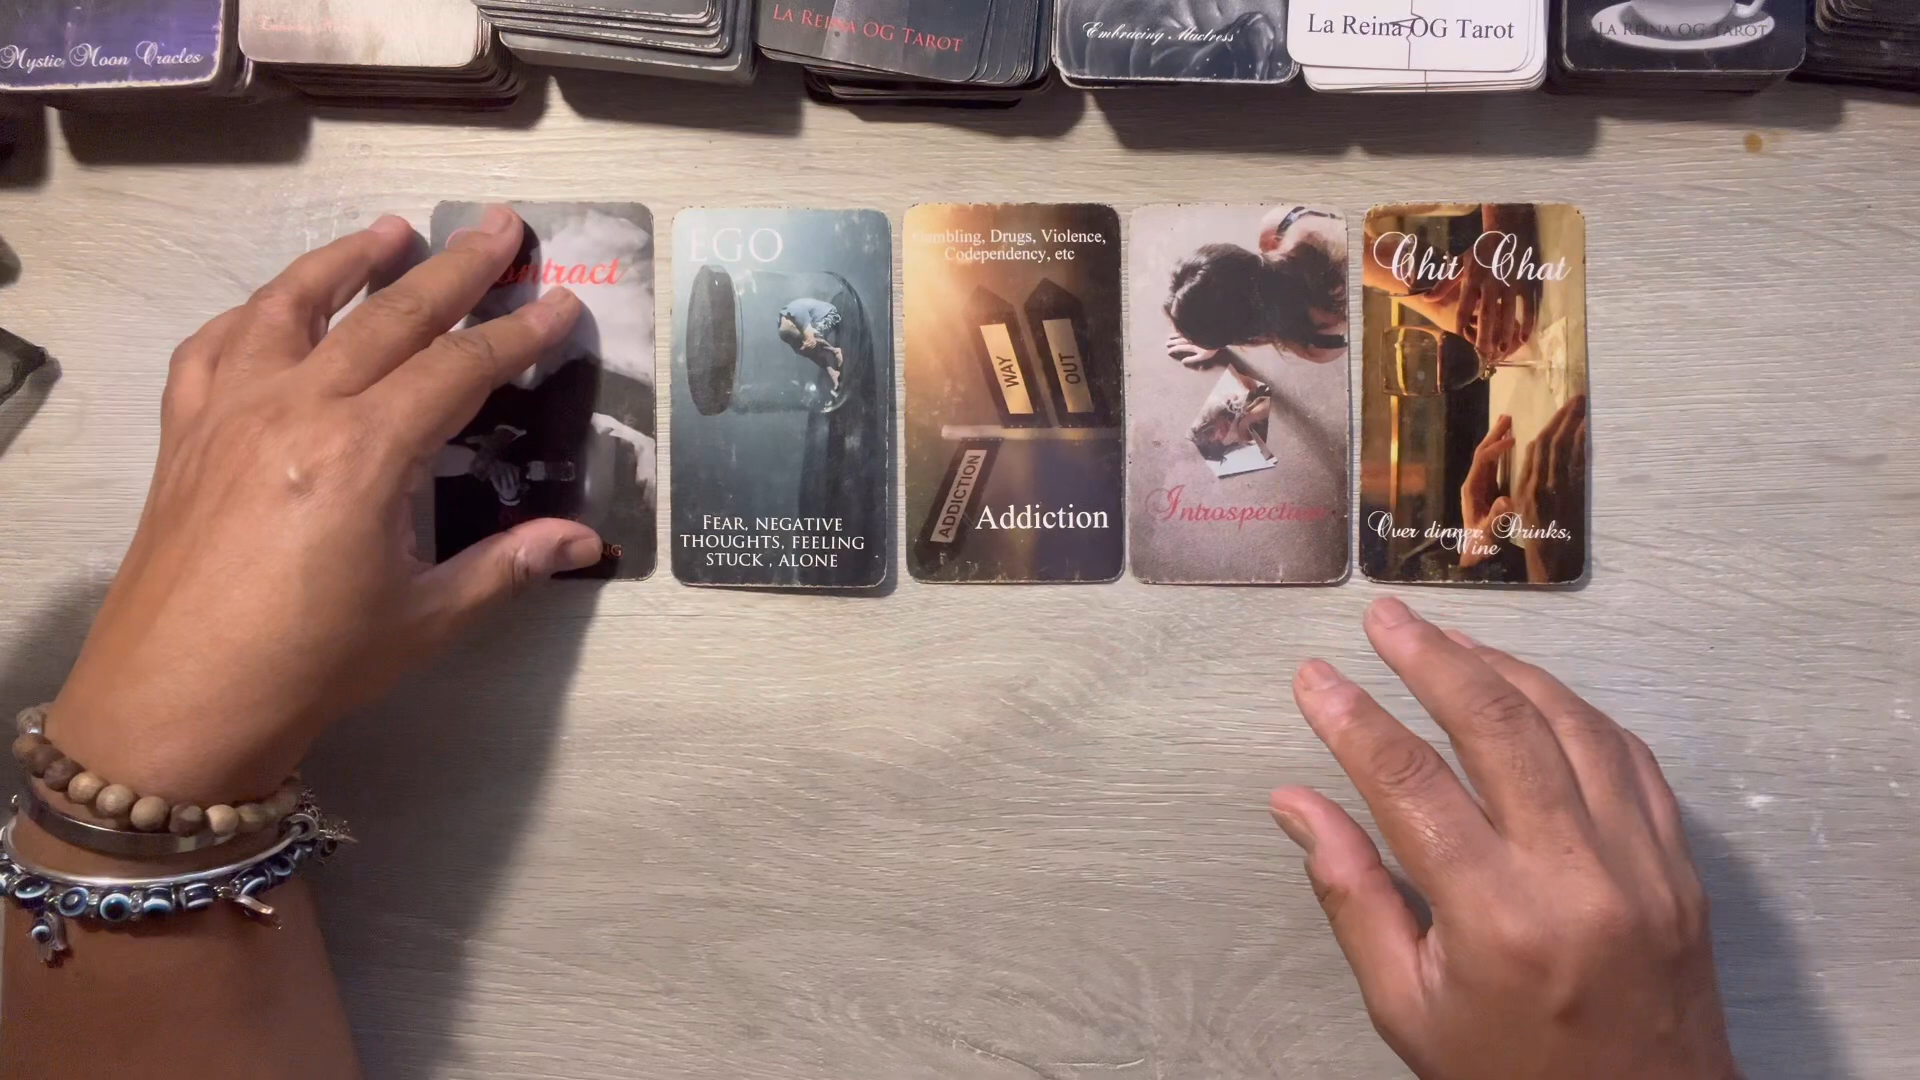 Mystic Moon Oracles
La Reina OG Tarot
Embracing Mactress
La Reina OG Tarot
La Reina OG Tarot
EGO
Fear, negative
thoughts, feeling
stuck , alone
Drugs, Violence,
Codependency, etc
WAY
OUT
ADDICTION
Addiction
Introspection
Chit Chat
Over dinner, Drinks,
Wine